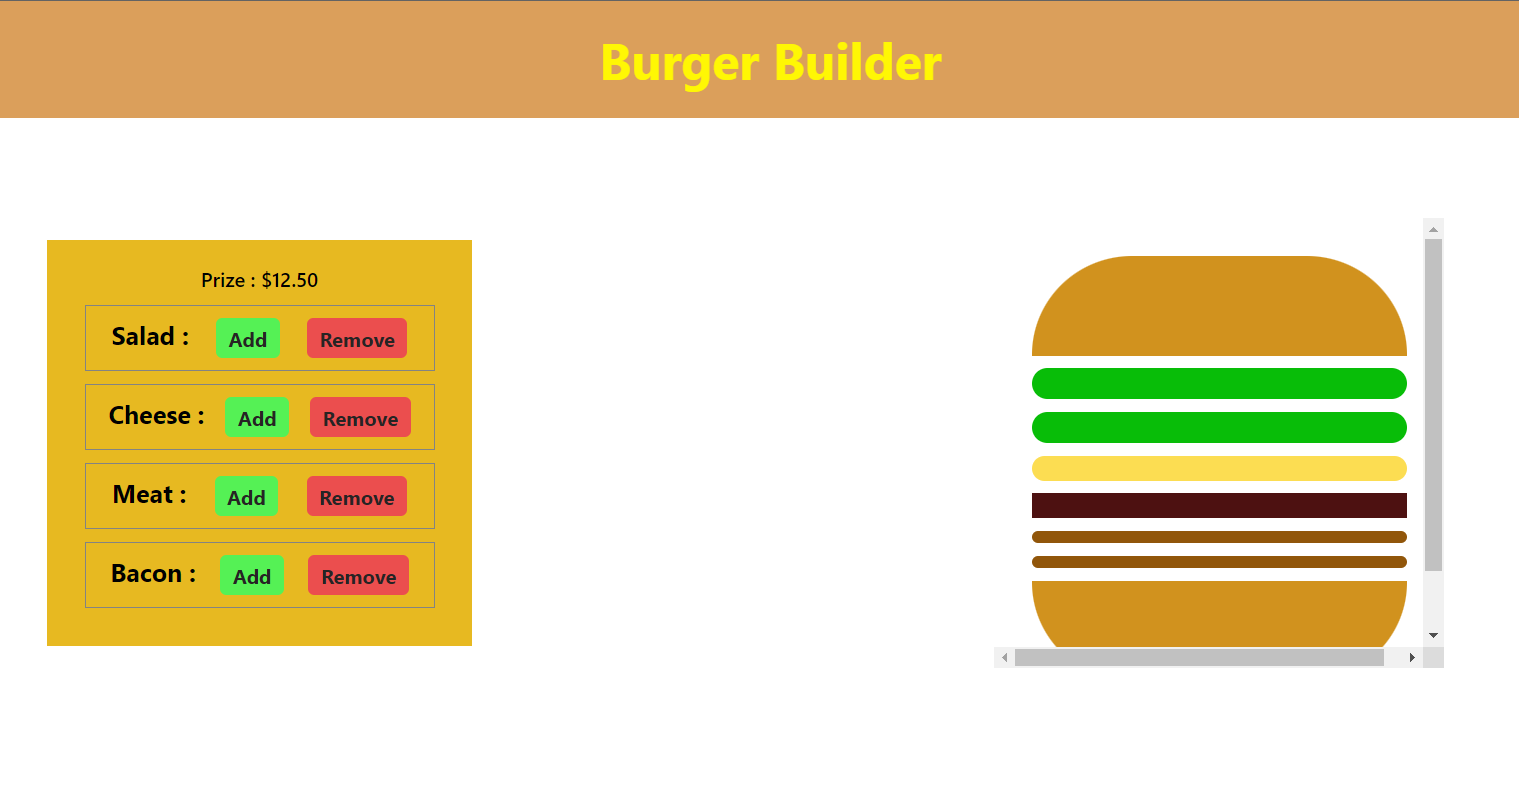 Burger Builder
Prize : $12.50
Salad : Add Remove
Cheese : Add Remove
Meat : Add Remove
Bacon : Add Remove